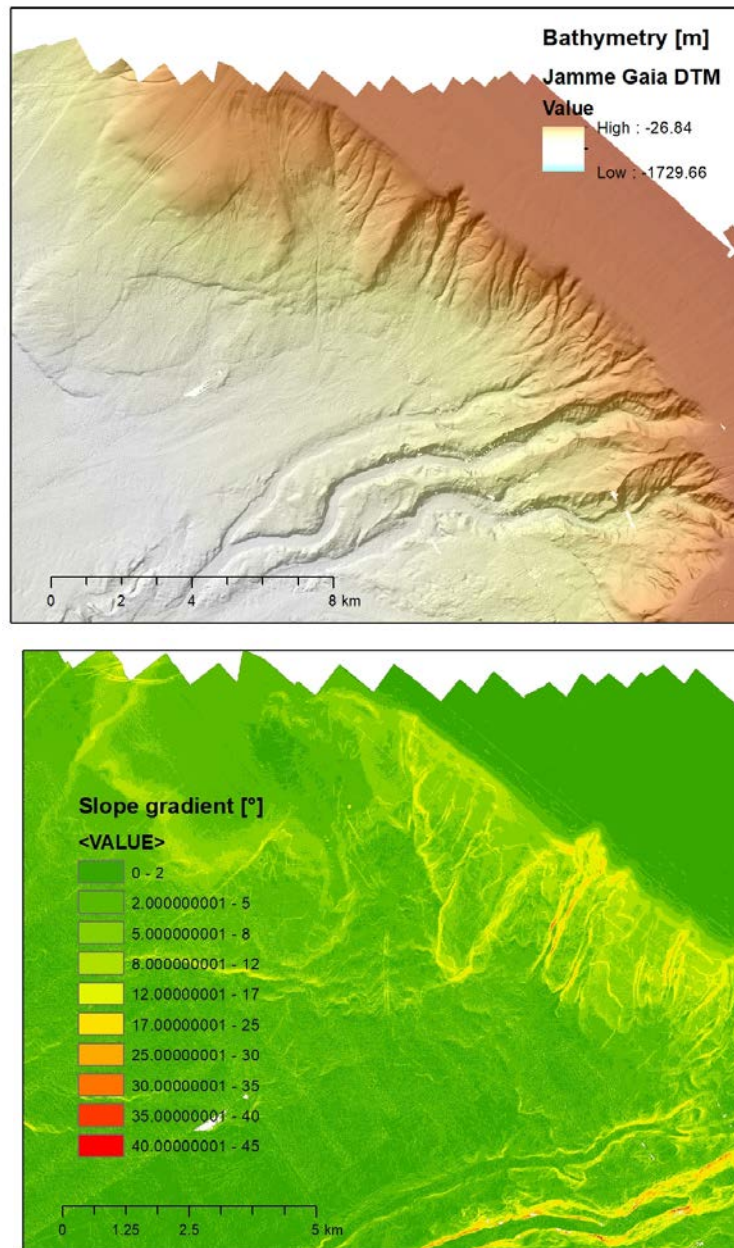 Bathymetry [m]
Jamme Gaia DTM
Value
High : -26.84
Low : -1729.66
0 2 4 8 km
Slope gradient [°]
<VALUE>
0 - 2
2.000000001 - 5
5.000000001 - 8
8.000000001 - 12
12.00000001 - 17
17.00000001 - 25
25.00000001 - 30
30.00000001 - 35
35.00000001 - 40
40.00000001 - 45
0 1.25 2.5 5 km